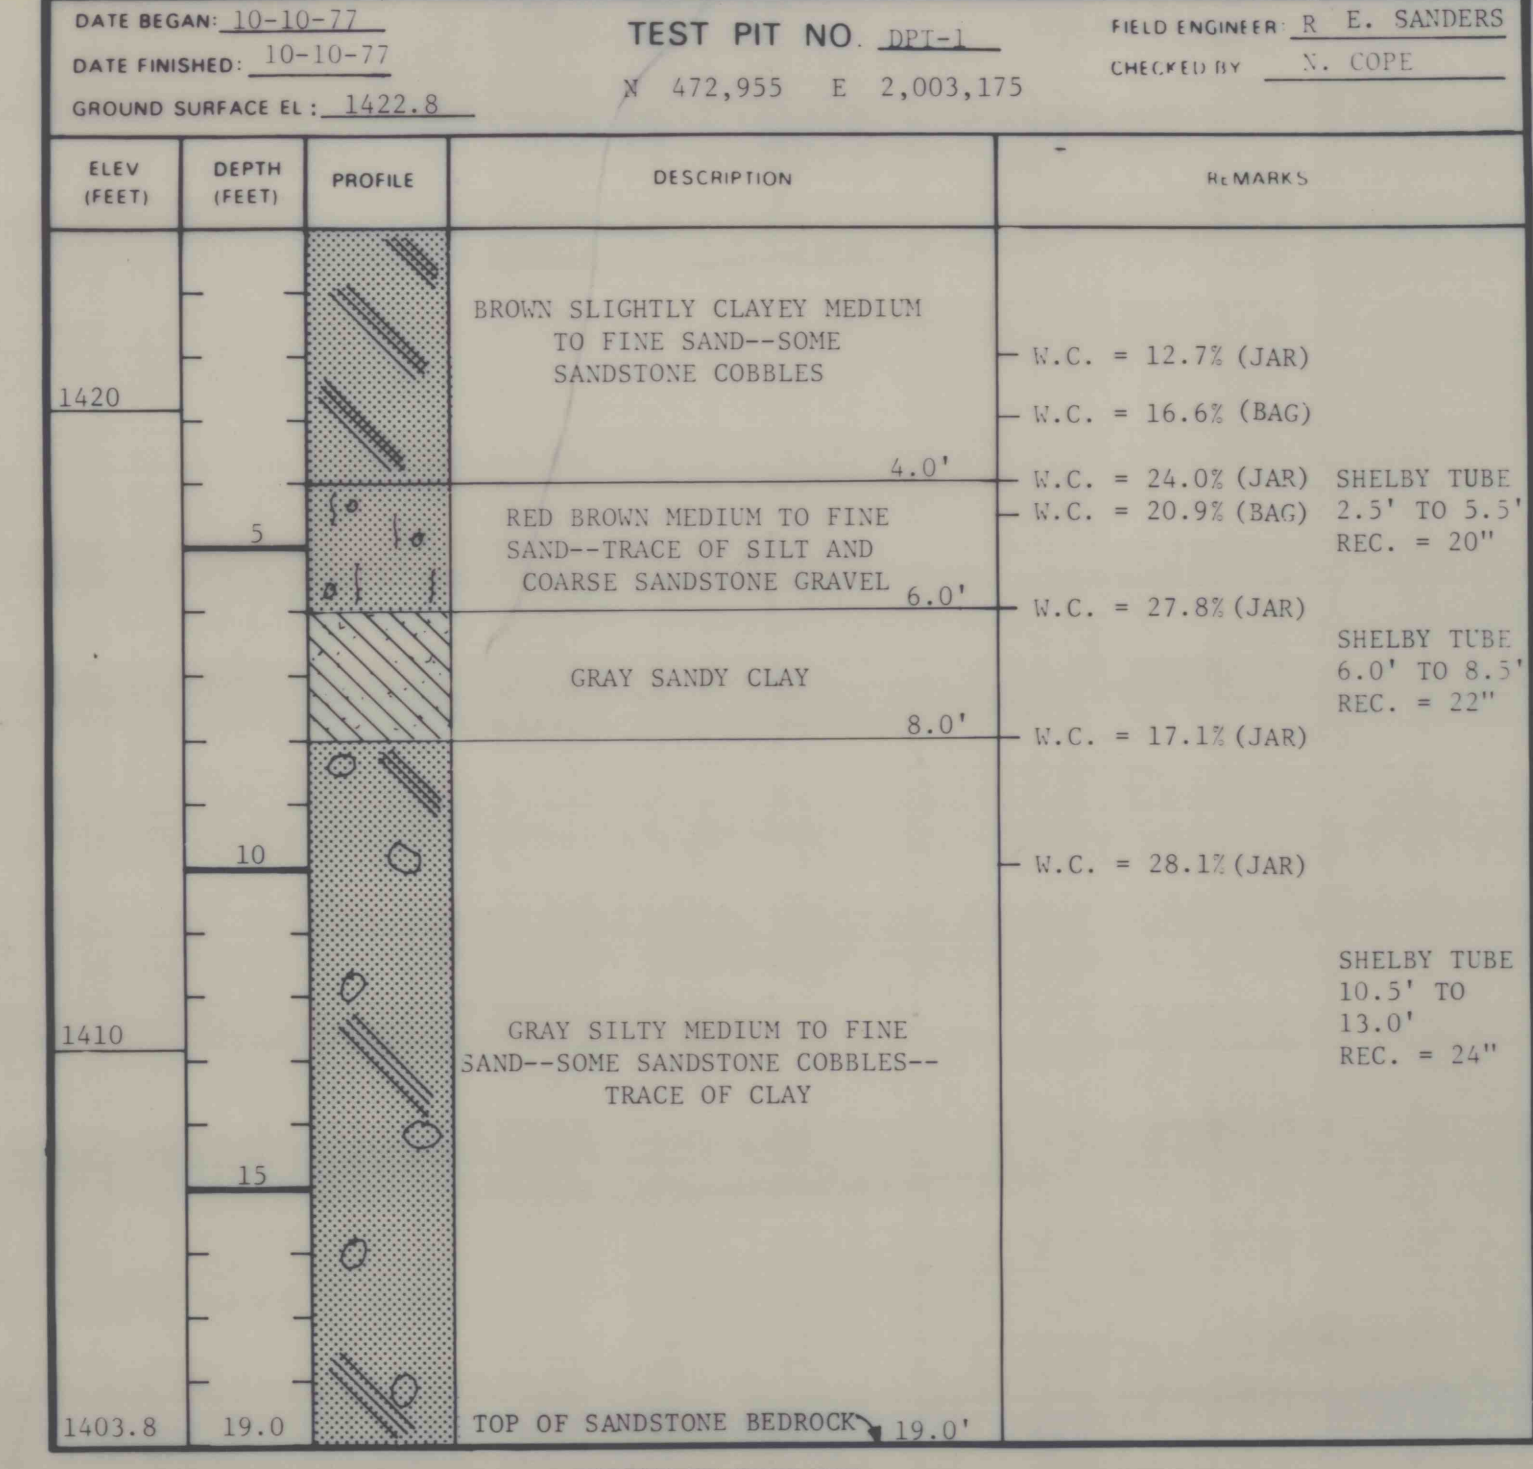 DATE BEGAN: 10-10-77
DATE FINISHED: 10-10-77
GROUND SURFACE EL: 1422.8
TEST PIT NO. DPT-1
N 472,955 E 2,003,175
FIELD ENGINEER: R E. SANDERS
CHECKED BY N. COPE
ELEV (FEET)
DEPTH (FEET)
PROFILE
DESCRIPTION
REMARKS
BROWN SLIGHTLY CLAYEY MEDIUM
TO FINE SAND--SOME
SANDSTONE COBBLES
W.C. = 12.7% (JAR)
1420
W.C. = 16.6% (BAG)
4.0'
W.C. = 24.0% (JAR) SHELBY TUBE
RED BROWN MEDIUM TO FINE
W.C. = 20.9% (BAG) 2.5' TO 5.5'
5
SAND--TRACE OF SILT AND
REC. = 20"
COARSE SANDSTONE GRAVEL
6.0'
W.C. = 27.8% (JAR)
SHELBY TUBE
GRAY SANDY CLAY
6.0' TO 8.5'
REC. = 22"
8.0'
W.C. = 17.1% (JAR)
10
W.C. = 28.1% (JAR)
SHELBY TUBE
10.5' TO
13.0'
REC. = 24"
1410
GRAY SILTY MEDIUM TO FINE
SAND--SOME SANDSTONE COBBLES--
TRACE OF CLAY
15
1403.8
19.0
TOP OF SANDSTONE BEDROCK 19.0'